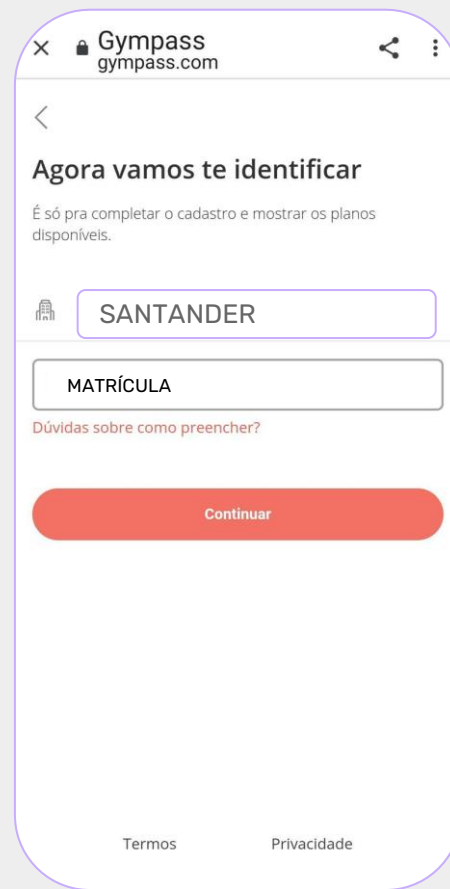 Gympass
gympass.com
Agora vamos te identificar
É só pra completar o cadastro e mostrar os planos
disponíveis.
SANTANDER
MATRÍCULA
Dúvidas sobre como preencher?
Continuar
Termos Privacidade